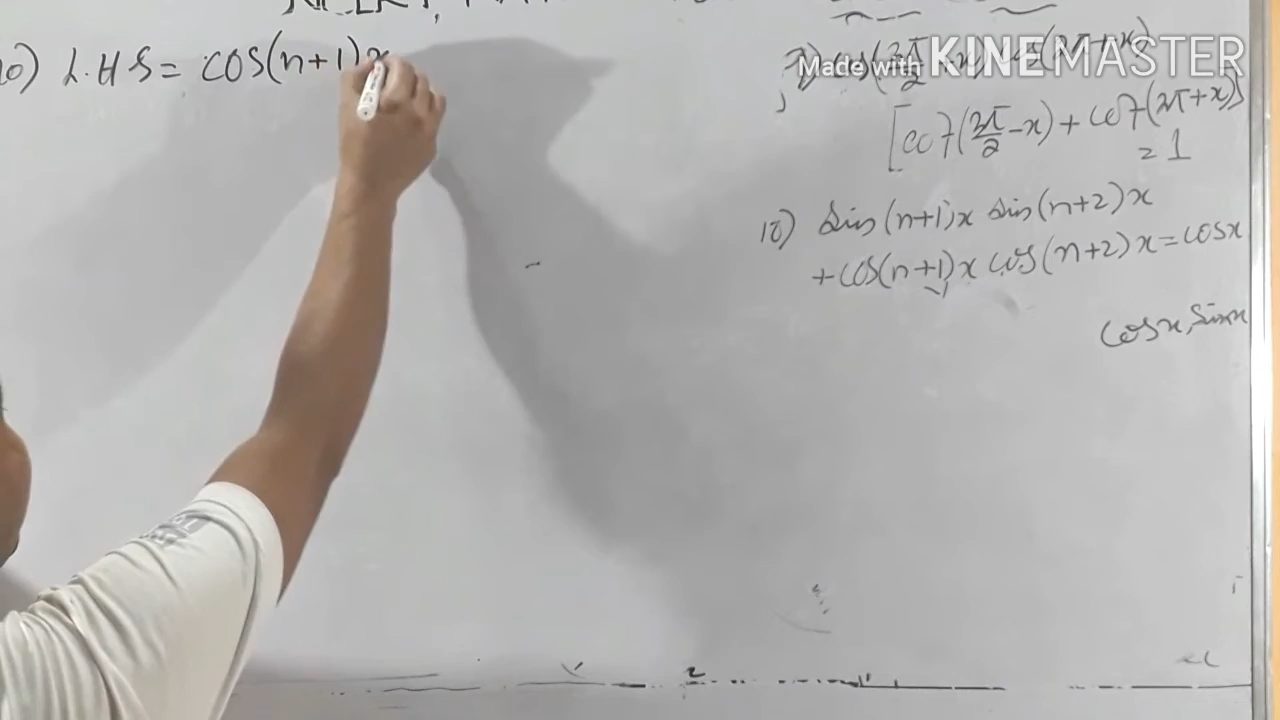 10) L.H.S = cos(n+1)x
Made with KINEMASTER
[cot(3π/2 -x) + cot(2π+x)]
= 1
10) sin(n+1)x sin(n+2)x
+cos(n+1)x cos(n+2)x=cosx
cosx, sinx